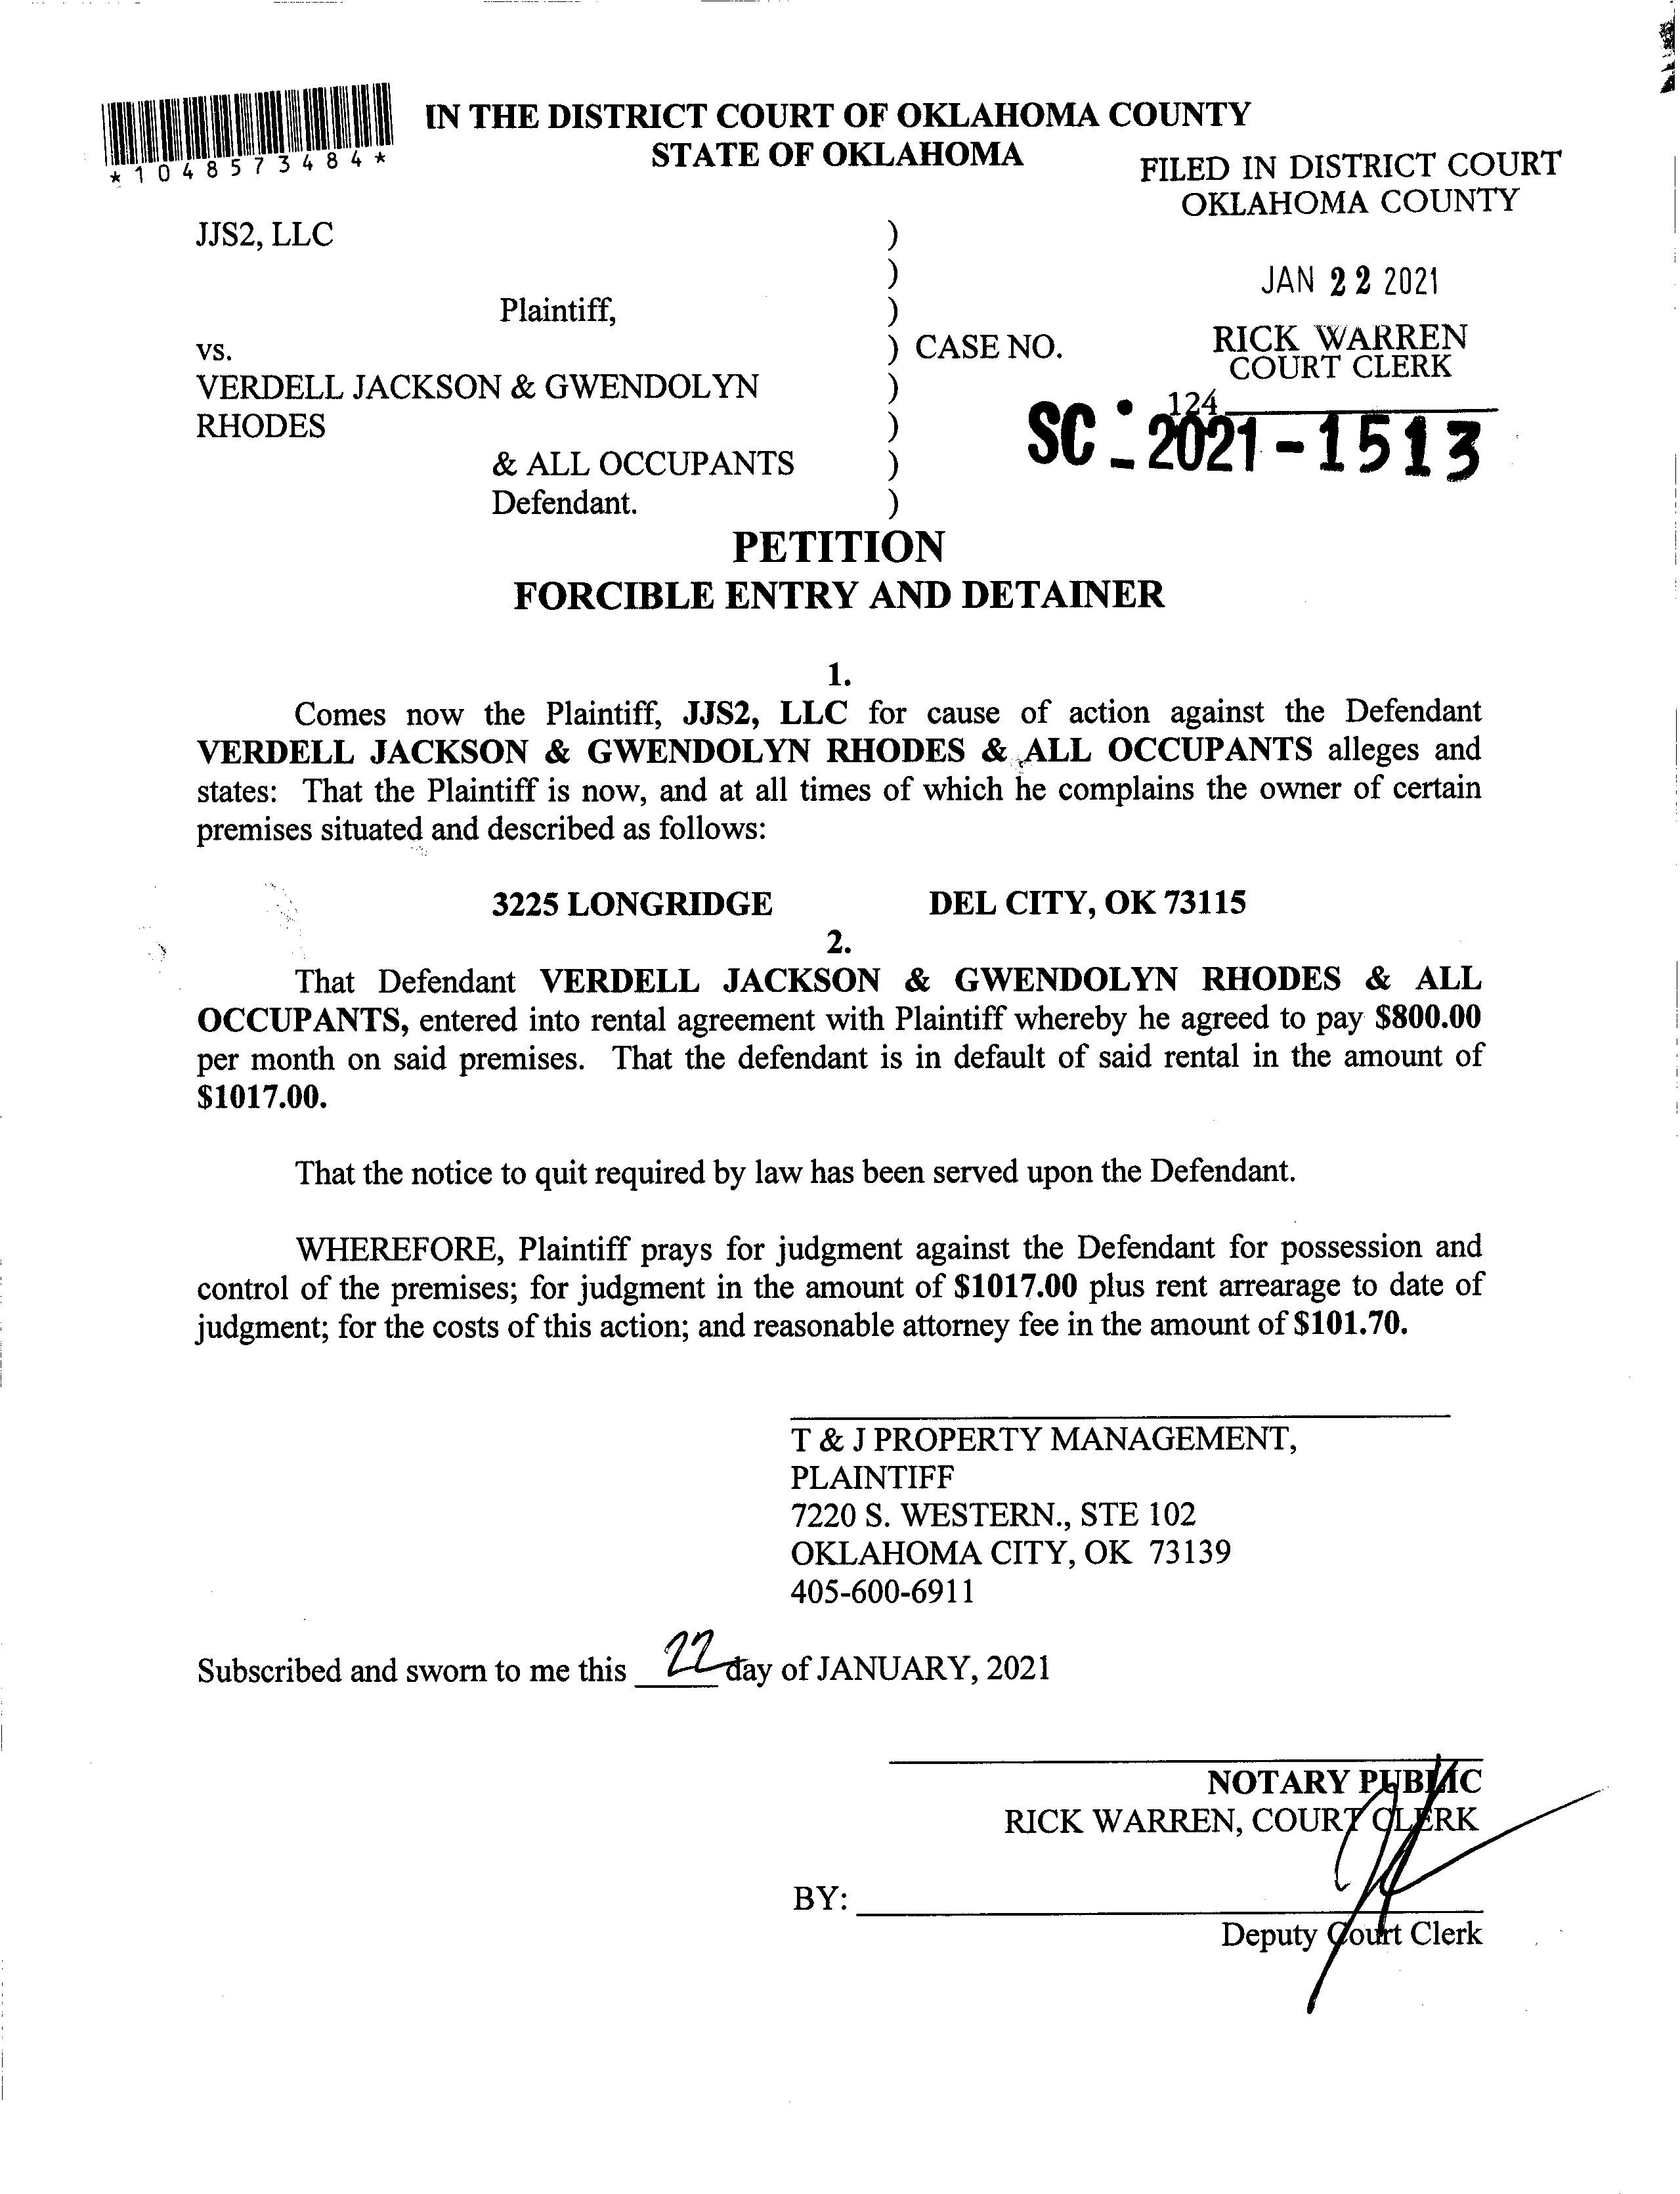 IN THE DISTRICT COURT OF OKLAHOMA COUNTY
STATE OF OKLAHOMA
*1048573484*
FILED IN DISTRICT COURT
OKLAHOMA COUNTY
JAN 22 2021
RICK WARREN
COURT CLERK
124
JJS2, LLC )
)
Plaintiff, )
vs. ) CASE NO.
VERDELL JACKSON & GWENDOLYN )
RHODES ) SC - 2021 - 1513
& ALL OCCUPANTS )
Defendant. )
PETITION
FORCIBLE ENTRY AND DETAINER
1.
Comes now the Plaintiff, JJS2, LLC for cause of action against the Defendant
VERDELL JACKSON & GWENDOLYN RHODES & ALL OCCUPANTS alleges and
states: That the Plaintiff is now, and at all times of which he complains the owner of certain
premises situated and described as follows:
3225 LONGRIDGE DEL CITY, OK 73115
2.
That Defendant VERDELL JACKSON & GWENDOLYN RHODES & ALL
OCCUPANTS, entered into rental agreement with Plaintiff whereby he agreed to pay $800.00
per month on said premises. That the defendant is in default of said rental in the amount of
$1017.00.
That the notice to quit required by law has been served upon the Defendant.
WHEREFORE, Plaintiff prays for judgment against the Defendant for possession and
control of the premises; for judgment in the amount of $1017.00 plus rent arrearage to date of
judgment; for the costs of this action; and reasonable attorney fee in the amount of $101.70.
T & J PROPERTY MANAGEMENT,
PLAINTIFF
7220 S. WESTERN., STE 102
OKLAHOMA CITY, OK 73139
405-600-6911
Subscribed and sworn to me this 22 day of JANUARY, 2021
NOTARY PUBLIC
RICK WARREN, COURT CLERK
BY:
Deputy Court Clerk